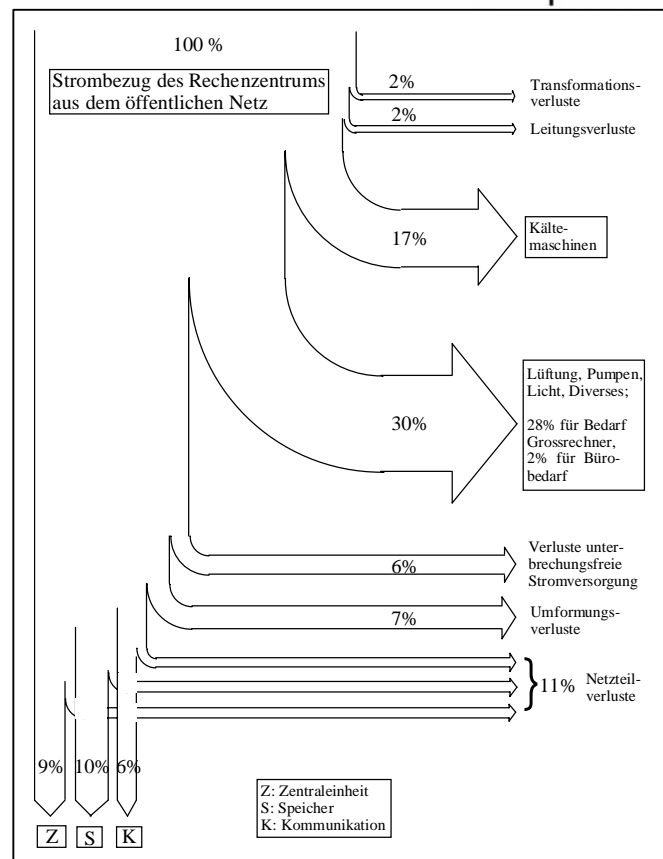 100 %
Strombezug des Rechenzentrums
aus dem öffentlichen Netz
2%
Transformations-
verluste
2%
Leitungsverluste
17%
Kälte-
maschinen
30%
Lüftung, Pumpen,
Licht, Diverses;
28% für Bedarf
Grossrechner,
2% für Büro-
bedarf
6%
Verluste unter-
brechungsfreie
Stromversorgung
7%
Umformungs-
verluste
11%
Netzteil-
verluste
9%
10%
6%
Z: Zentraleinheit
S: Speicher
K: Kommunikation
Z
S
K